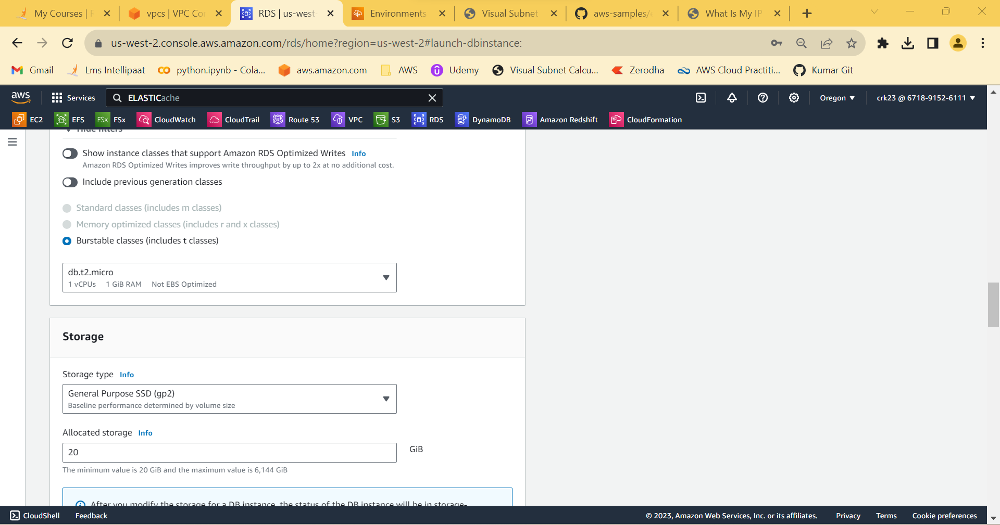 My Courses |
vpcs | VPC Co
RDS | us-west-
Environments
Visual Subnet
aws-samples/
What Is My IP
us-west-2.console.aws.amazon.com/rds/home?region=us-west-2#launch-dbinstance:
Gmail
Lms Intellipaat
python.ipynb - Cola...
aws.amazon.com
AWS
Udemy
Visual Subnet Calcu...
Zerodha
AWS Cloud Practiti...
Kumar Git
aws
Services
ELASTICache
Oregon
crk23 @ 6718-9152-6111
EC2
EFS
FSx
FSx
CloudWatch
CloudTrail
Route 53
VPC
S3
RDS
DynamoDB
Amazon Redshift
CloudFormation
Hide filters
Show instance classes that support Amazon RDS Optimized Writes Info
Amazon RDS Optimized Writes improves write throughput by up to 2x at no additional cost.
Include previous generation classes
Standard classes (includes m classes)
Memory optimized classes (includes r and x classes)
Burstable classes (includes t classes)
db.t2.micro
1 vCPUs 1 GiB RAM Not EBS Optimized
Storage
Storage type Info
General Purpose SSD (gp2)
Baseline performance determined by volume size
Allocated storage Info
20
GiB
The minimum value is 20 GiB and the maximum value is 6,144 GiB
After you modify the storage for a DB instance, the status of the DB instance will be in storage-
CloudShell
Feedback
© 2023, Amazon Web Services, Inc. or its affiliates.
Privacy
Terms
Cookie preferences